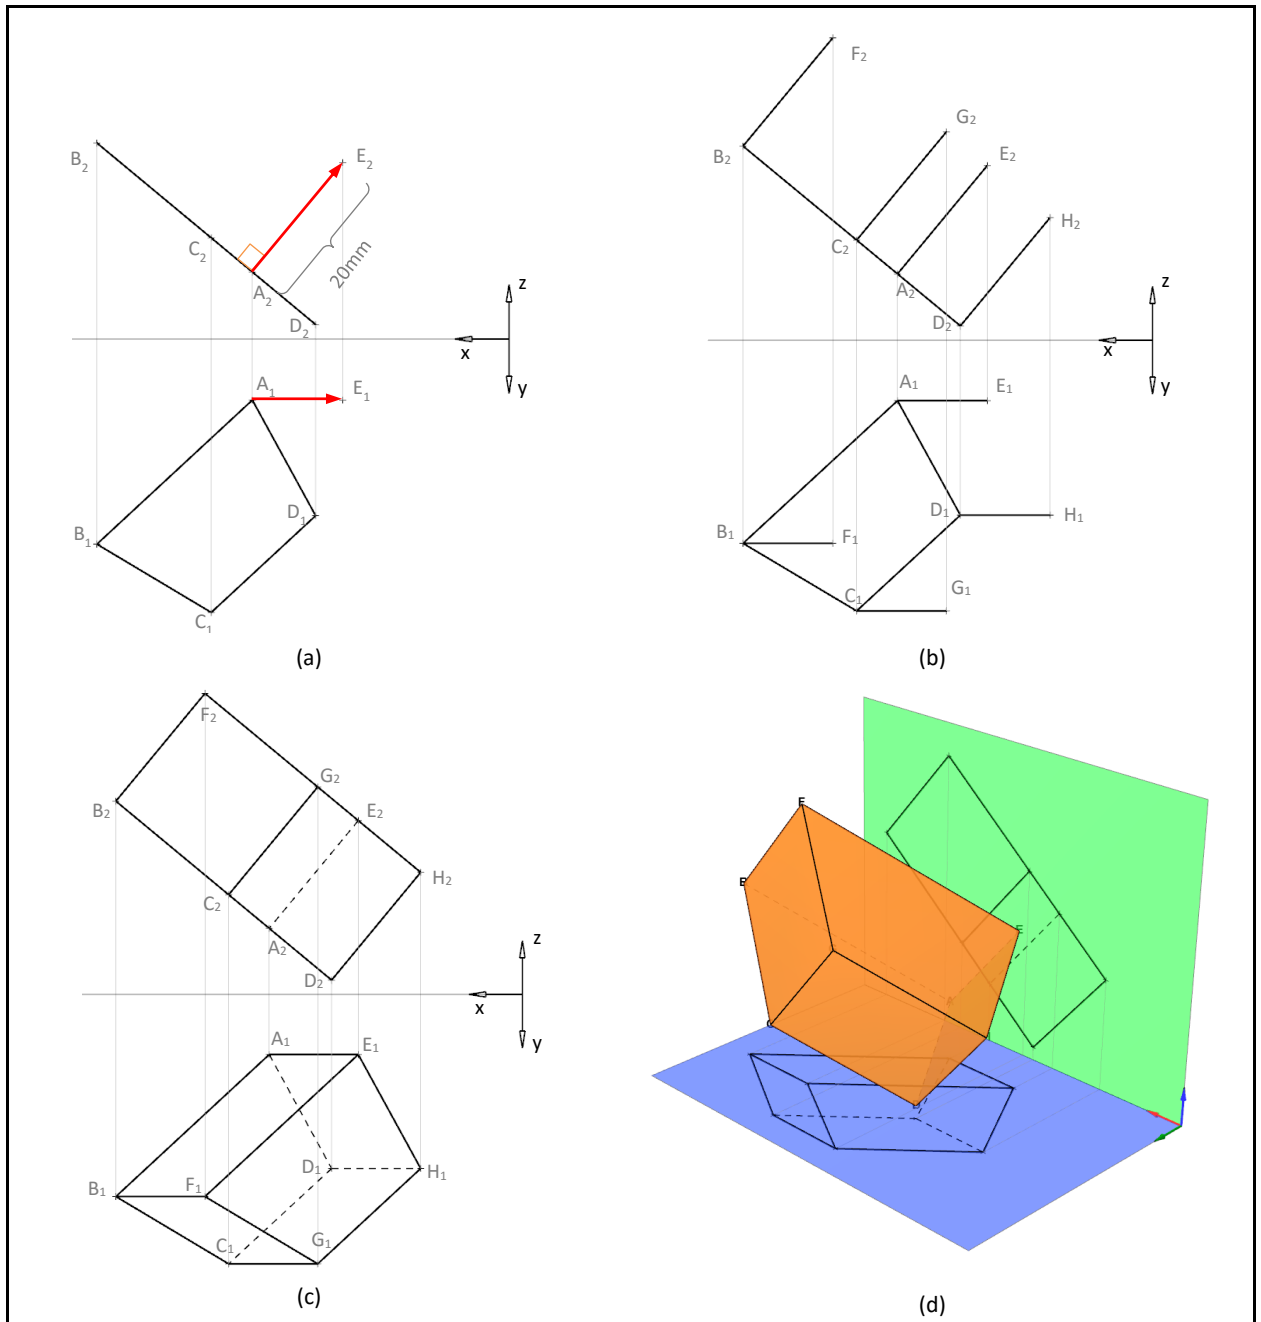 B₂
E₂
C₂
20mm
A₂
D₂
z
x
y
A₁
E₁
D₁
B₁
C₁
(a)
F₂
G₂
B₂
E₂
H₂
C₂
A₂
D₂
z
x
y
A₁
E₁
D₁
H₁
B₁
F₁
C₁
G₁
(b)
F₂
G₂
B₂
E₂
H₂
C₂
A₂
D₂
z
x
y
A₁
E₁
D₁
H₁
B₁
F₁
C₁
G₁
(c)
F
E
(d)